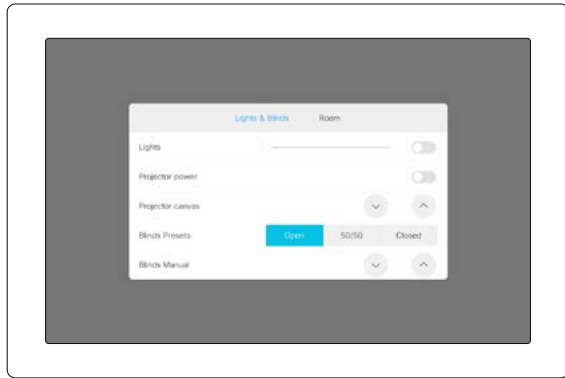 Lights & Blinds Room
Lights
Projector power
Projector canvas
Blinds Presets Open 50/50 Closed
Blinds Manual